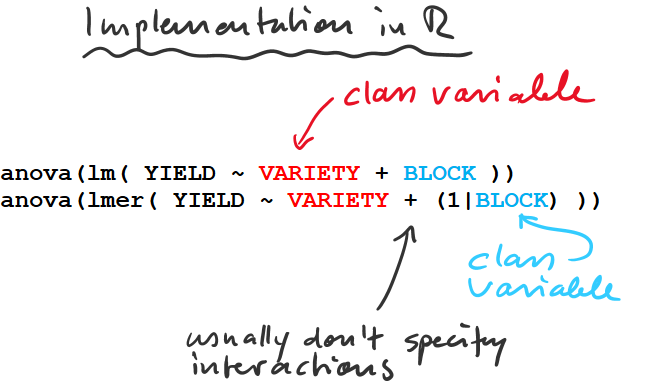 Implementation in R
class variable
anova(lm( YIELD ~ VARIETY + BLOCK ))
anova(lmer( YIELD ~ VARIETY + (1|BLOCK) ))
class
variable
usually don't specify
interactions